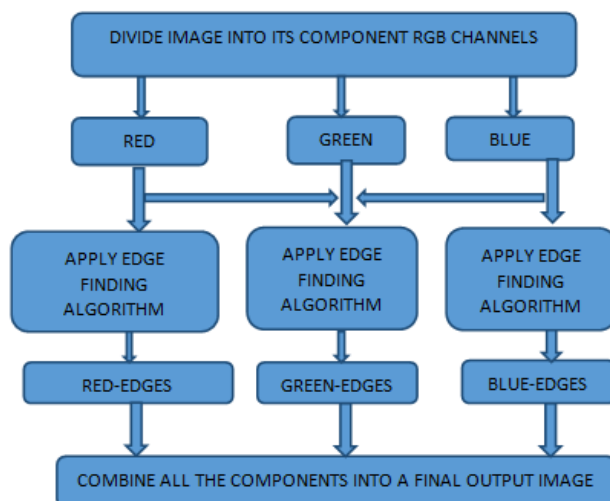 DIVIDE IMAGE INTO ITS COMPONENT RGB CHANNELS
RED
GREEN
BLUE
APPLY EDGE
FINDING
ALGORITHM
APPLY EDGE
FINDING
ALGORITHM
APPLY EDGE
FINDING
ALGORITHM
RED-EDGES
GREEN-EDGES
BLUE-EDGES
COMBINE ALL THE COMPONENTS INTO A FINAL OUTPUT IMAGE